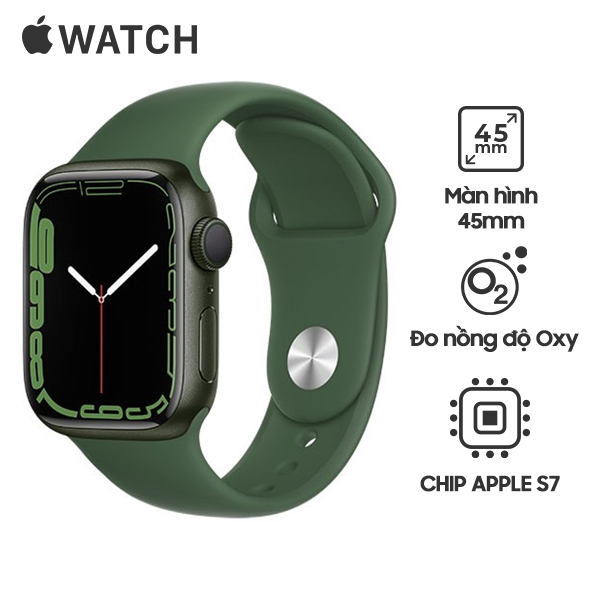 WATCH
45
mm
Màn hình
45mm
O2
Đo nồng độ Oxy
CHIP APPLE S7